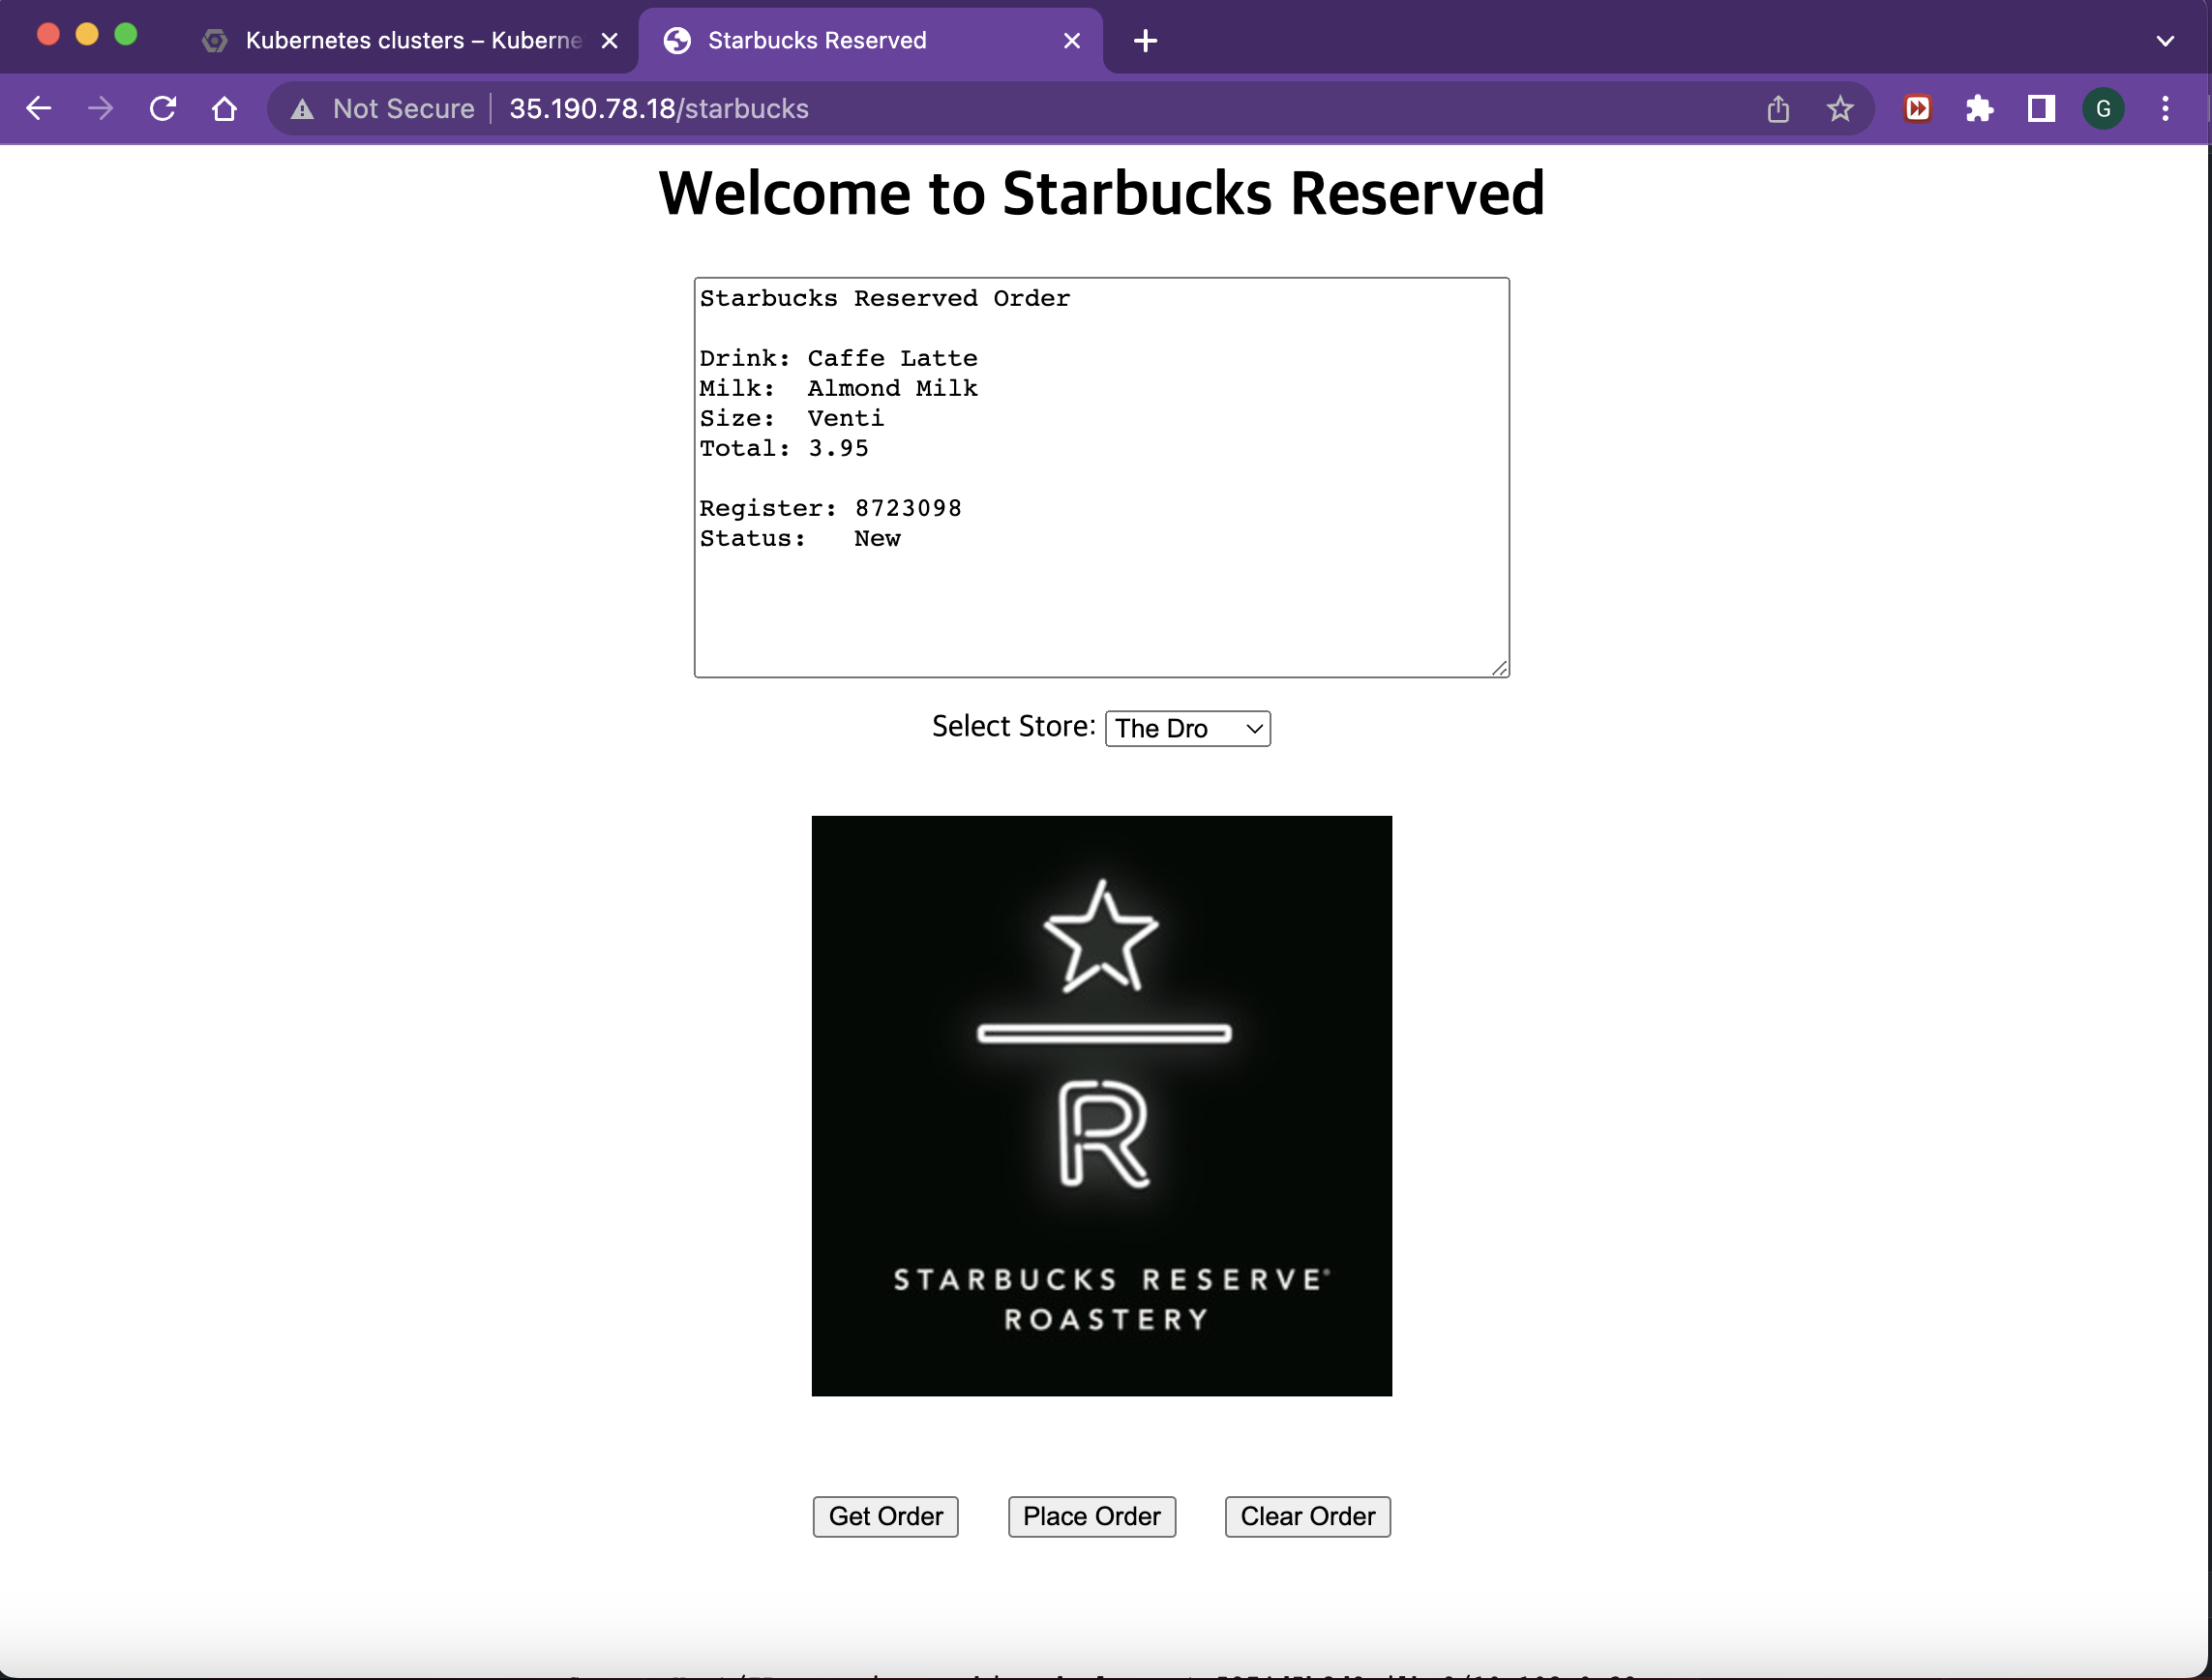 Kubernetes clusters – Kuberne
Starbucks Reserved
Not Secure
35.190.78.18/starbucks
G
Welcome to Starbucks Reserved
Starbucks Reserved Order
Drink: Caffe Latte
Milk: Almond Milk
Size: Venti
Total: 3.95
Register: 8723098
Status: New
Select Store: The Dro
R
STARBUCKS RESERVE®
ROASTERY
Get Order
Place Order
Clear Order